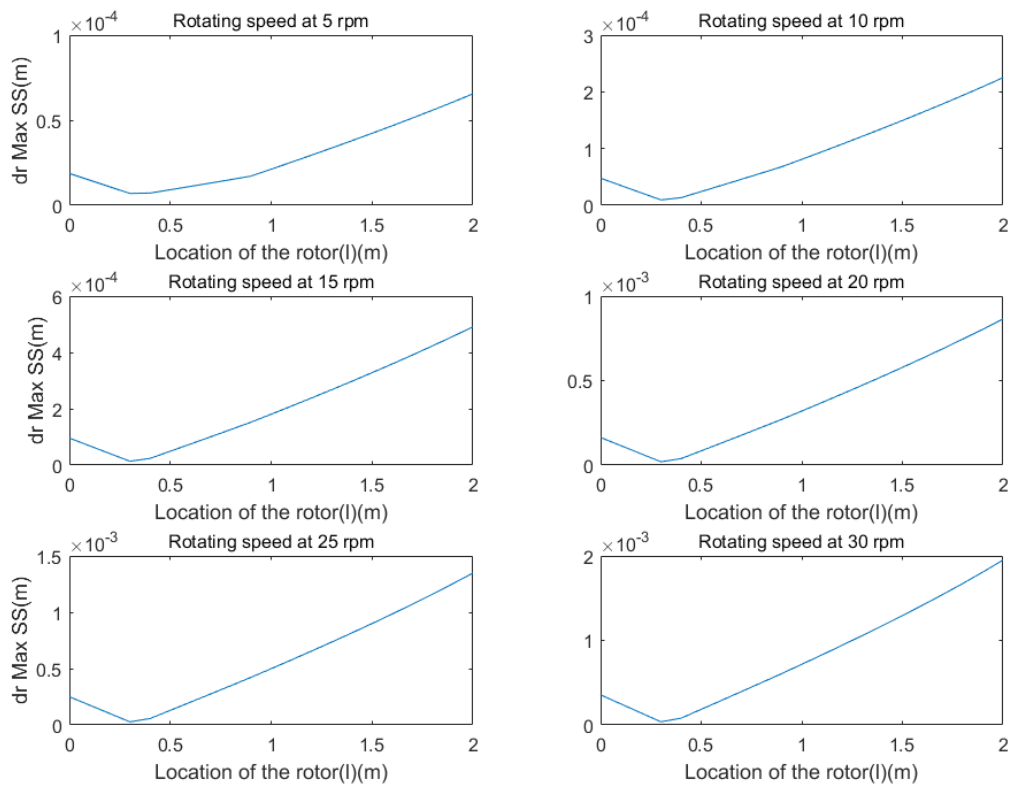 Rotating speed at 5 rpm
×10-4
1
0.5
0
dr Max SS(m)
0 0.5 1 1.5 2
Location of the rotor(l)(m)
Rotating speed at 10 rpm
×10-4
3
2
1
0
0 0.5 1 1.5 2
Location of the rotor(l)(m)
Rotating speed at 15 rpm
×10-4
6
4
2
0
dr Max SS(m)
0 0.5 1 1.5 2
Location of the rotor(l)(m)
Rotating speed at 20 rpm
×10-3
1
0.5
0
0 0.5 1 1.5 2
Location of the rotor(l)(m)
Rotating speed at 25 rpm
×10-3
1.5
1
0.5
0
dr Max SS(m)
0 0.5 1 1.5 2
Location of the rotor(l)(m)
Rotating speed at 30 rpm
×10-3
2
1
0
0 0.5 1 1.5 2
Location of the rotor(l)(m)